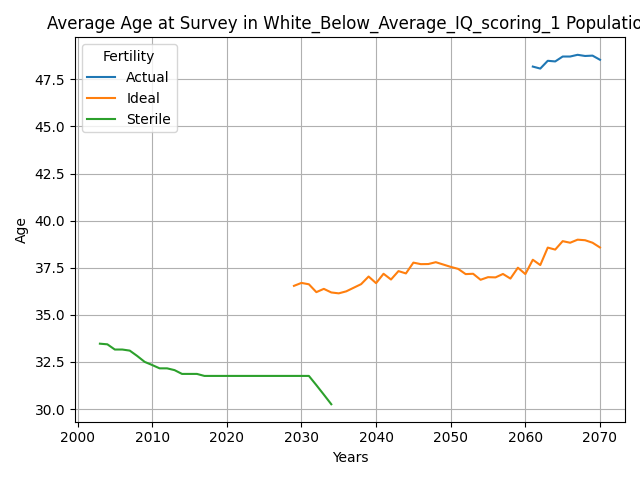 Average Age at Survey in White_Below_Average_IQ_scoring_1 Populatio
Fertility
Actual
Ideal
Sterile
47.5
45.0
42.5
40.0
37.5
35.0
32.5
30.0
Age
2000 2010 2020 2030 2040 2050 2060 2070
Years